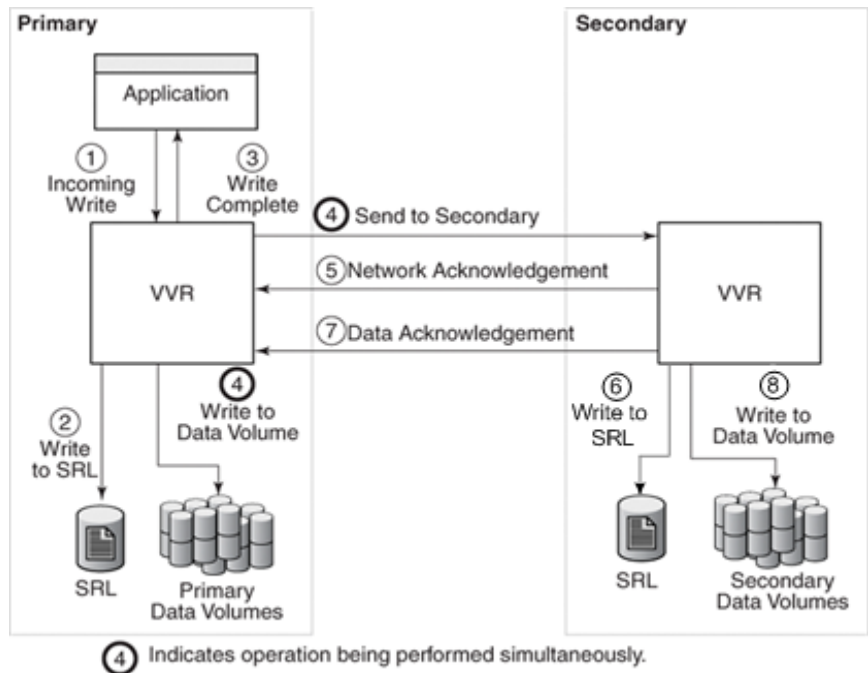 Primary
Secondary
Application
①
Incoming
Write
③
Write
Complete
④ Send to Secondary
⑤ Network Acknowledgement
⑦ Data Acknowledgement
VVR
VVR
②
Write
to SRL
④
Write to
Data Volume
⑥
Write to
SRL
⑧
Write to
Data Volume
SRL
Primary
Data Volumes
SRL
Secondary
Data Volumes
④ Indicates operation being performed simultaneously.